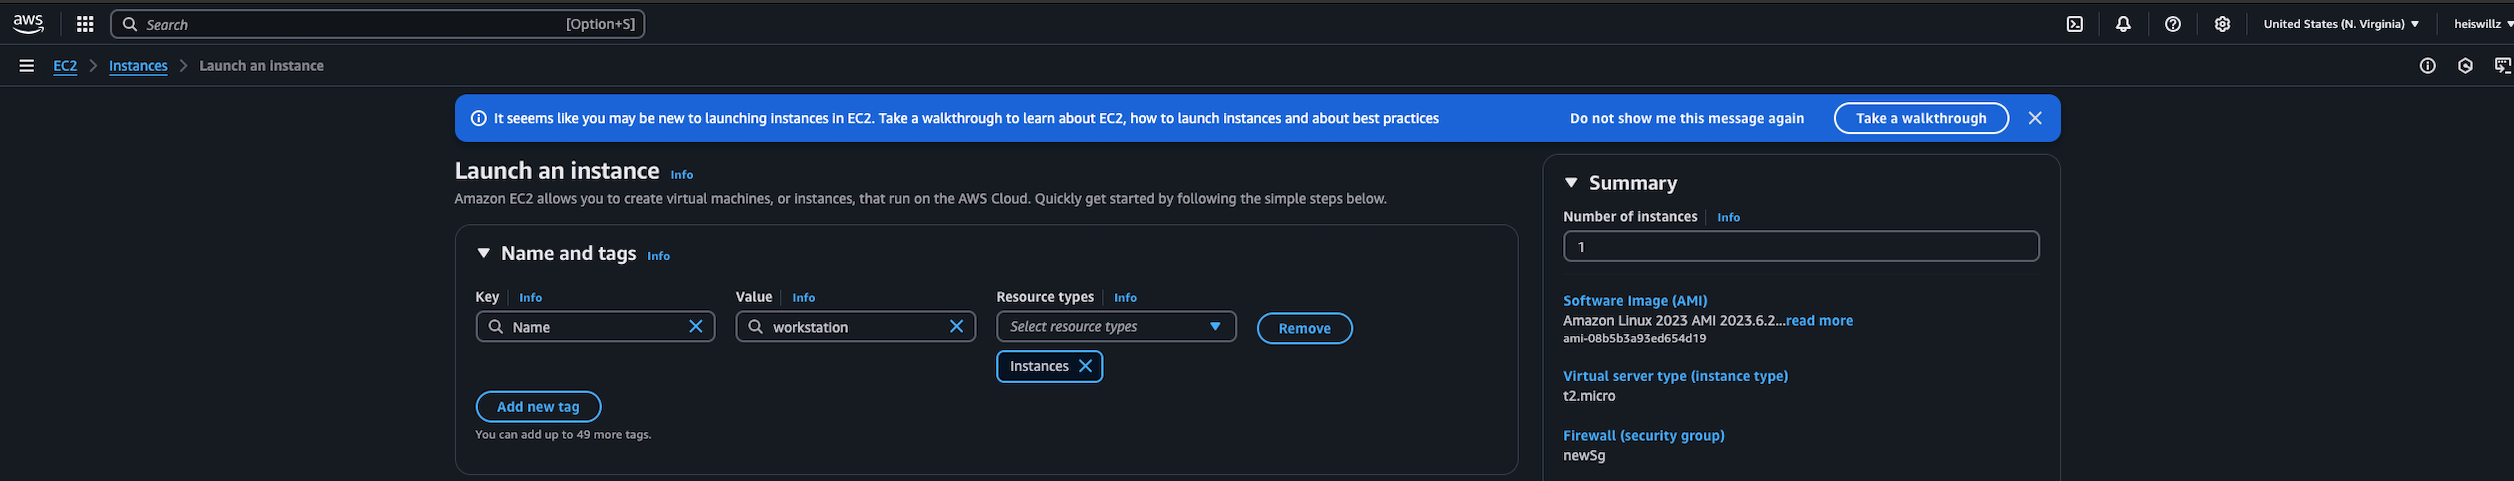 aws
Search [Option+S]
United States (N. Virginia)
heiswillz
EC2 Instances Launch an instance
It seeems like you may be new to launching instances in EC2. Take a walkthrough to learn about EC2, how to launch instances and about best practices
Do not show me this message again
Take a walkthrough
Launch an instance Info
Amazon EC2 allows you to create virtual machines, or instances, that run on the AWS Cloud. Quickly get started by following the simple steps below.
Name and tags Info
Key Info
Name
Value Info
workstation
Resource types Info
Select resource types
Instances
Remove
Add new tag
You can add up to 49 more tags.
Summary
Number of instances Info
1
Software Image (AMI)
Amazon Linux 2023 AMI 2023.6.2...read more
ami-08b5b3a93ed654d19
Virtual server type (instance type)
t2.micro
Firewall (security group)
newSg